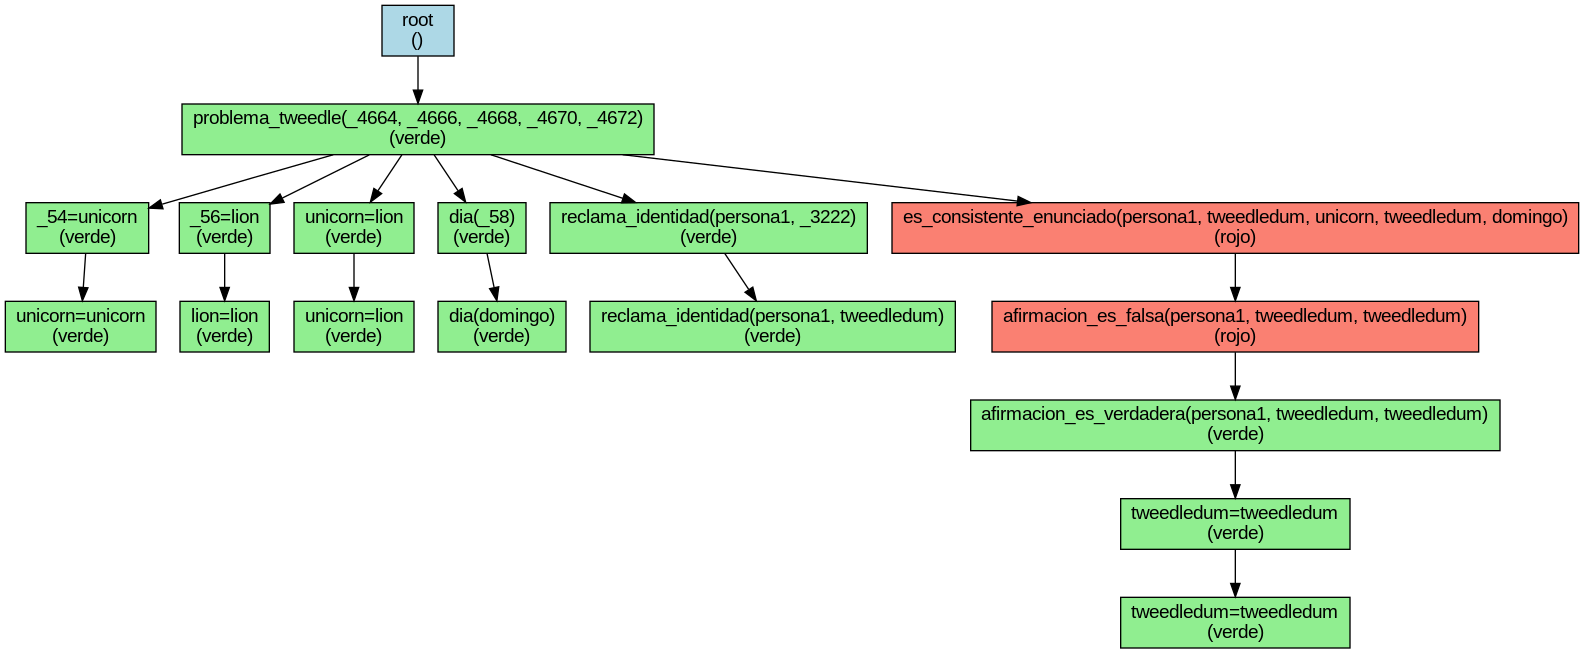 root
()
problema_tweedle(_4664, _4666, _4668, _4670, _4672)
(verde)
_54=unicorn
(verde)
_56=lion
(verde)
unicorn=lion
(verde)
dia(_58)
(verde)
reclama_identidad(persona1, _3222)
(verde)
es_consistente_enunciado(persona1, tweedledum, unicorn, tweedledum, domingo)
(rojo)
unicorn=unicorn
(verde)
lion=lion
(verde)
unicorn=lion
(verde)
dia(domingo)
(verde)
reclama_identidad(persona1, tweedledum)
(verde)
afirmacion_es_falsa(persona1, tweedledum, tweedledum)
(rojo)
afirmacion_es_verdadera(persona1, tweedledum, tweedledum)
(verde)
tweedledum=tweedledum
(verde)
tweedledum=tweedledum
(verde)